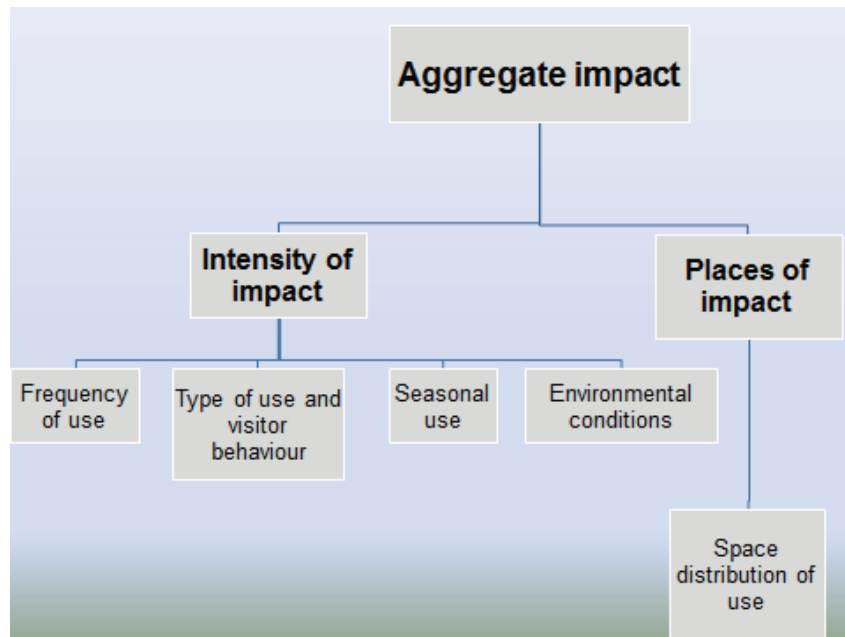 Aggregate impact
Intensity of
impact
Places of
impact
Frequency
of use
Type of use and
visitor
behaviour
Seasonal
use
Environmental
conditions
Space
distribution of
use